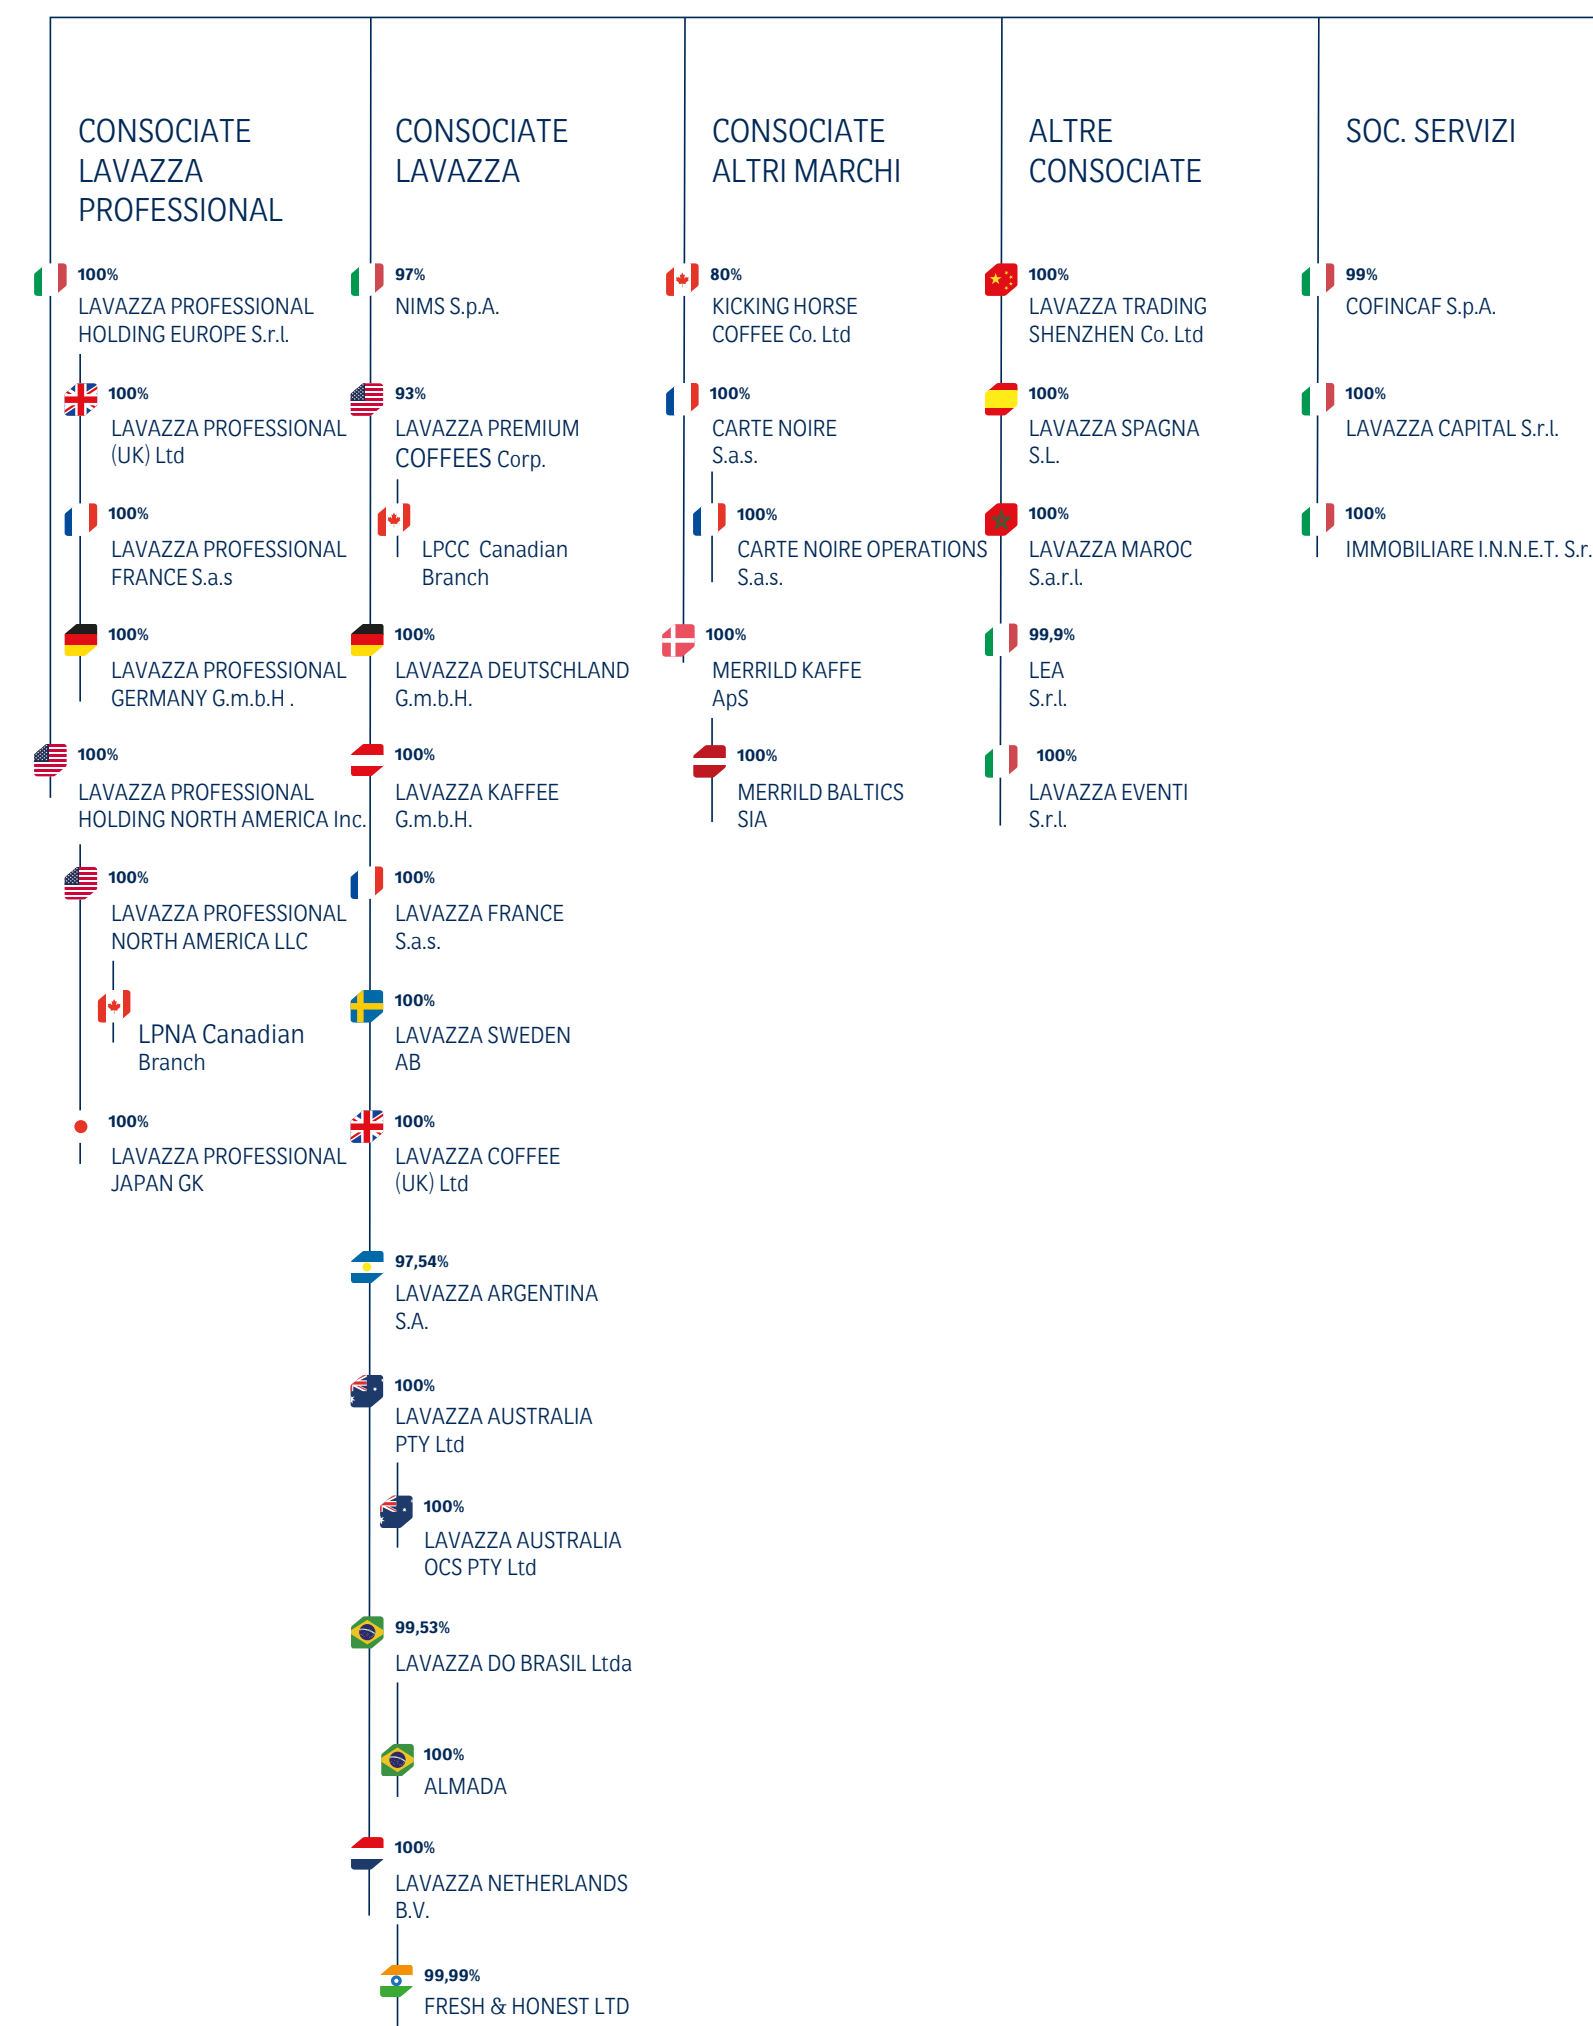 CONSOCIATE
LAVAZZA
PROFESSIONAL
100%
LAVAZZA PROFESSIONAL
HOLDING EUROPE S.r.l.
100%
LAVAZZA PROFESSIONAL
(UK) Ltd
100%
LAVAZZA PROFESSIONAL
FRANCE S.a.s
100%
LAVAZZA PROFESSIONAL
GERMANY G.m.b.H .
100%
LAVAZZA PROFESSIONAL
HOLDING NORTH AMERICA Inc.
100%
LAVAZZA PROFESSIONAL
NORTH AMERICA LLC
LPNA Canadian
Branch
100%
LAVAZZA PROFESSIONAL
JAPAN GK
CONSOCIATE
LAVAZZA
97%
NIMS S.p.A.
93%
LAVAZZA PREMIUM
COFFEES Corp.
LPCC Canadian
Branch
100%
LAVAZZA DEUTSCHLAND
G.m.b.H.
100%
LAVAZZA KAFFEE
G.m.b.H.
100%
LAVAZZA FRANCE
S.a.s.
100%
LAVAZZA SWEDEN
AB
100%
LAVAZZA COFFEE
(UK) Ltd
97,54%
LAVAZZA ARGENTINA
S.A.
100%
LAVAZZA AUSTRALIA
PTY Ltd
100%
LAVAZZA AUSTRALIA
OCS PTY Ltd
99,53%
LAVAZZA DO BRASIL Ltda
100%
ALMADA
100%
LAVAZZA NETHERLANDS
B.V.
99,99%
FRESH & HONEST LTD
CONSOCIATE
ALTRI MARCHI
80%
KICKING HORSE
COFFEE Co. Ltd
100%
CARTE NOIRE
S.a.s.
100%
CARTE NOIRE OPERATIONS
S.a.s.
100%
MERRILD KAFFE
ApS
100%
MERRILD BALTICS
SIA
ALTRE
CONSOCIATE
100%
LAVAZZA TRADING
SHENZHEN Co. Ltd
100%
LAVAZZA SPAGNA
S.L.
100%
LAVAZZA MAROC
S.a.r.l.
99,9%
LEA
S.r.l.
100%
LAVAZZA EVENTI
S.r.l.
SOC. SERVIZI
99%
COFINCAF S.p.A.
100%
LAVAZZA CAPITAL S.r.l.
100%
IMMOBILIARE I.N.N.E.T. S.r.